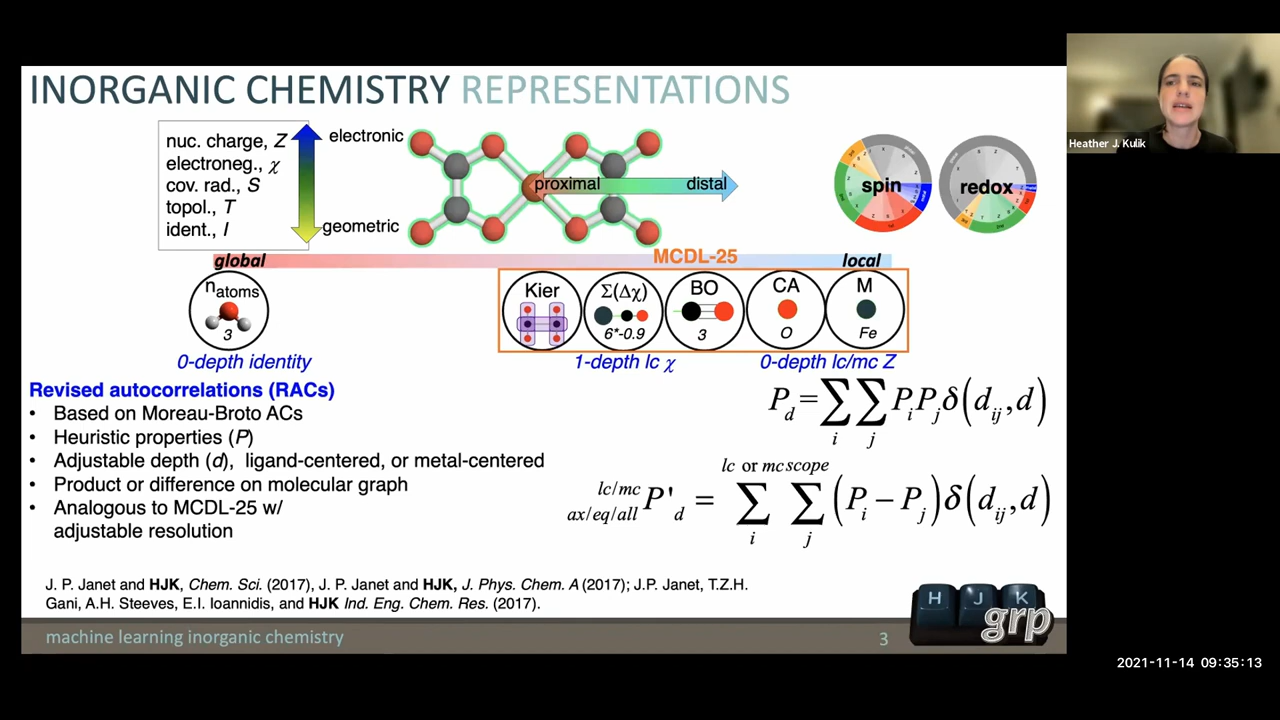 INORGANIC CHEMISTRY REPRESENTATIONS
nuc. charge, Z
electroneg., χ
cov. rad., S
topol., T
ident., I
electronic
geometric
proximal distal
spin
redox
Heather J. Kulik
global MCDL-25 local
n_atoms
3
Kier
Σ(Δχ)
6*-0.9
BO
3
CA
O
M
Fe
0-depth identity 1-depth lc χ 0-depth lc/mc Z
Revised autocorrelations (RACs)
• Based on Moreau-Broto ACs
• Heuristic properties (P)
• Adjustable depth (d), ligand-centered, or metal-centered
• Product or difference on molecular graph
• Analogous to MCDL-25 w/
adjustable resolution
P_d = Σ_i Σ_j P_i P_j δ(d_ij, d)
lc or mc scope
lc/mc ax/eq/all P'_d = Σ_i Σ_j (P_i − P_j) δ(d_ij, d)
J. P. Janet and HJK, Chem. Sci. (2017), J. P. Janet and HJK, J. Phys. Chem. A (2017); J.P. Janet, T.Z.H.
Gani, A.H. Steeves, E.I. Ioannidis, and HJK Ind. Eng. Chem. Res. (2017).
machine learning inorganic chemistry 3
H J K
grp
2021-11-14 09:35:13